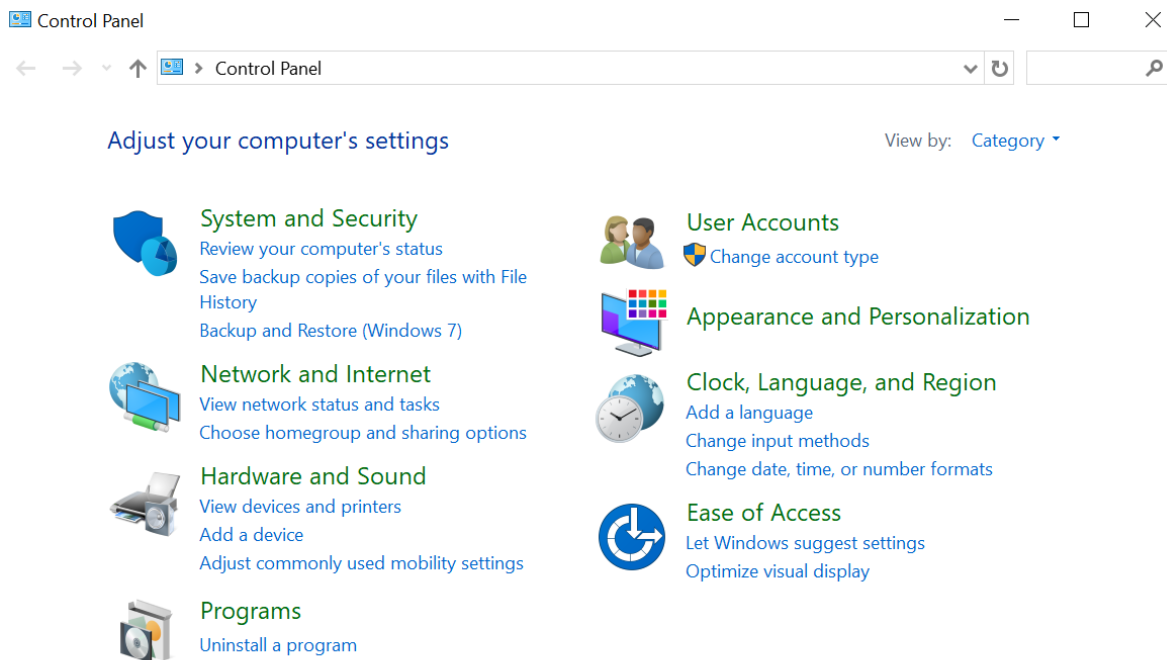 Control Panel
Control Panel
Adjust your computer's settings
View by: Category
System and Security
Review your computer's status
Save backup copies of your files with File
History
Backup and Restore (Windows 7)
Network and Internet
View network status and tasks
Choose homegroup and sharing options
Hardware and Sound
View devices and printers
Add a device
Adjust commonly used mobility settings
Programs
Uninstall a program
User Accounts
Change account type
Appearance and Personalization
Clock, Language, and Region
Add a language
Change input methods
Change date, time, or number formats
Ease of Access
Let Windows suggest settings
Optimize visual display